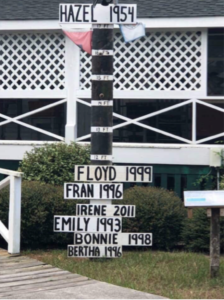 HAZEL 1954
FLOYD 1999
FRAN 1996
IRENE 2011
EMILY 1993
BONNIE 1998
BERTHA 1996